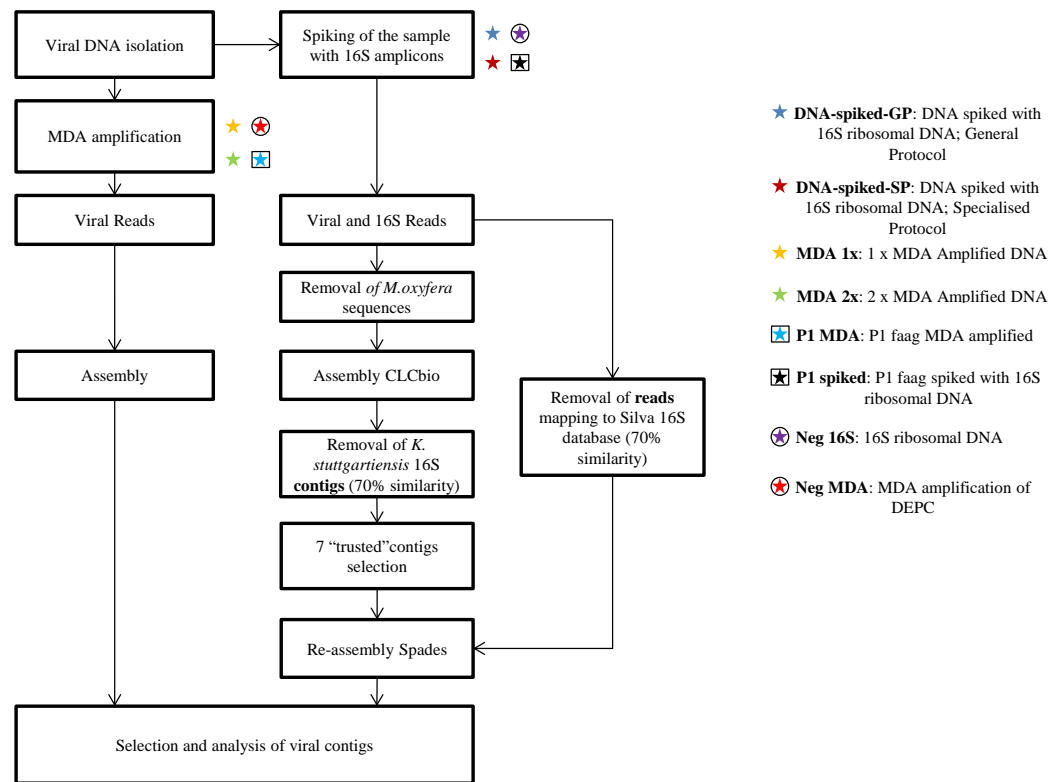 Viral DNA isolation
Spiking of the sample
with 16S amplicons
MDA amplification
Viral Reads
Viral and 16S Reads
Removal of M.oxyfera
sequences
Assembly
Assembly CLCbio
Removal of reads
mapping to Silva 16S
database (70%
similarity)
Removal of K.
stuttgartiensis 16S
contigs (70% similarity)
7 “trusted”contigs
selection
Re-assembly Spades
Selection and analysis of viral contigs
DNA-spiked-GP: DNA spiked
with 16S ribosomal DNA; General
Protocol
DNA-spiked-SP: DNA spiked
with 16S ribosomal DNA; Specialised
Protocol
MDA 1x: 1 x MDA Amplified DNA
MDA 2x: 2 x MDA Amplified DNA
P1 MDA: P1 faag MDA amplified
P1 spiked: P1 faag spiked with 16S
ribosomal DNA
Neg 16S: 16S ribosomal DNA
Neg MDA: MDA amplification of
DEPC